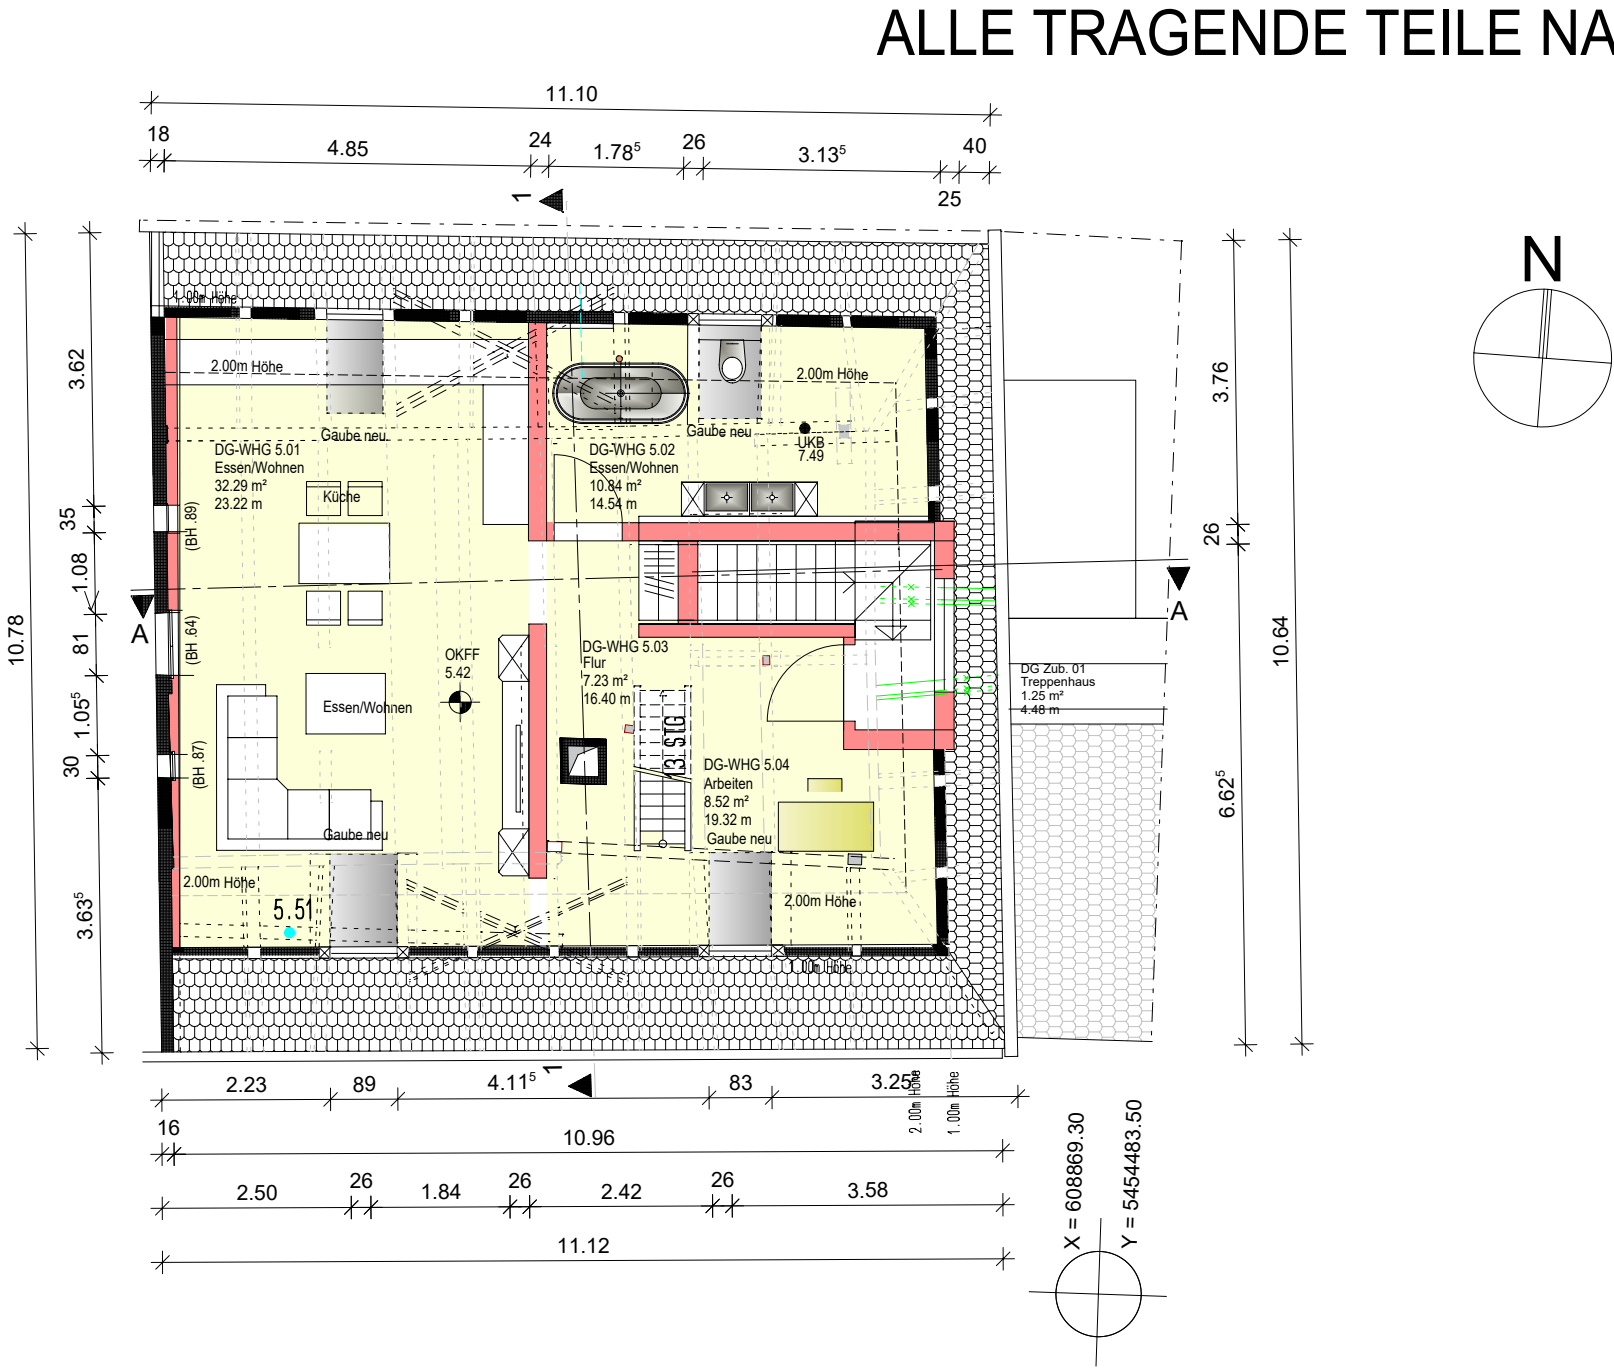 ALLE TRAGENDE TEILE NA
11.10
18
4.85
24
1.78⁵
26
3.13⁵
40
25
1
N
1.00m Höhe
2.00m Höhe
2.00m Höhe
Gaube neu
Gaube neu
UKB
7.49
DG-WHG 5.01
Essen/Wohnen
32.29 m²
23.22 m
DG-WHG 5.02
Essen/Wohnen
10.84 m²
14.54 m
Küche
(BH .89)
(BH .64)
(BH .87)
A
A
OKFF
5.42
Essen/Wohnen
DG-WHG 5.03
Flur
7.23 m²
16.40 m
13 STG
DG-WHG 5.04
Arbeiten
8.52 m²
19.32 m
Gaube neu
Gaube neu
DG Zub. 01
Treppenhaus
1.25 m²
4.48 m
2.00m Höhe
2.00m Höhe
5.51
1.00m Höhe
10.78
3.62
35
1.08
81
1.05⁵
30
3.63⁵
3.76
26
6.62⁵
10.64
1
2.23
89
4.11⁵
83
3.25⁵
2.00m Höhe
1.00m Höhe
16
10.96
2.50
26
1.84
26
2.42
26
3.58
11.12
X = 608869.30
Y = 5454483.50